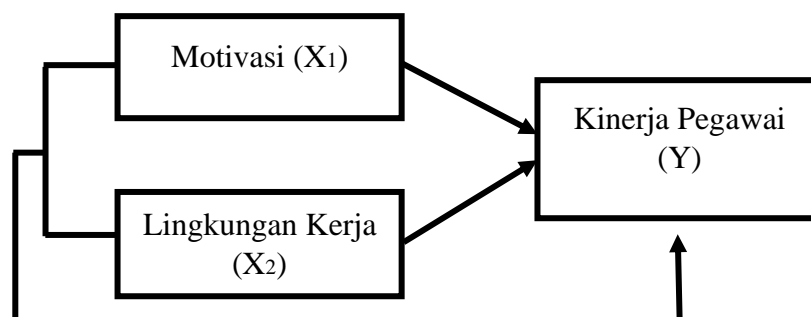 Motivasi (X1)
Kinerja Pegawai
(Y)
Lingkungan Kerja
(X2)